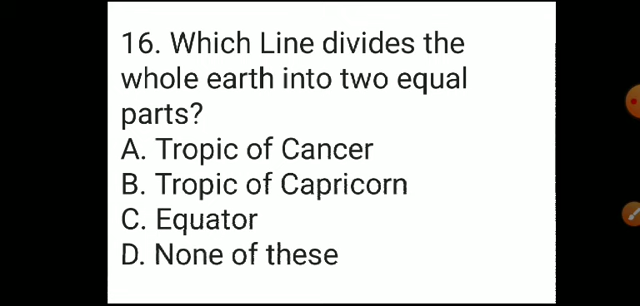 16. Which Line divides the
whole earth into two equal
parts?
A. Tropic of Cancer
B. Tropic of Capricorn
C. Equator
D. None of these